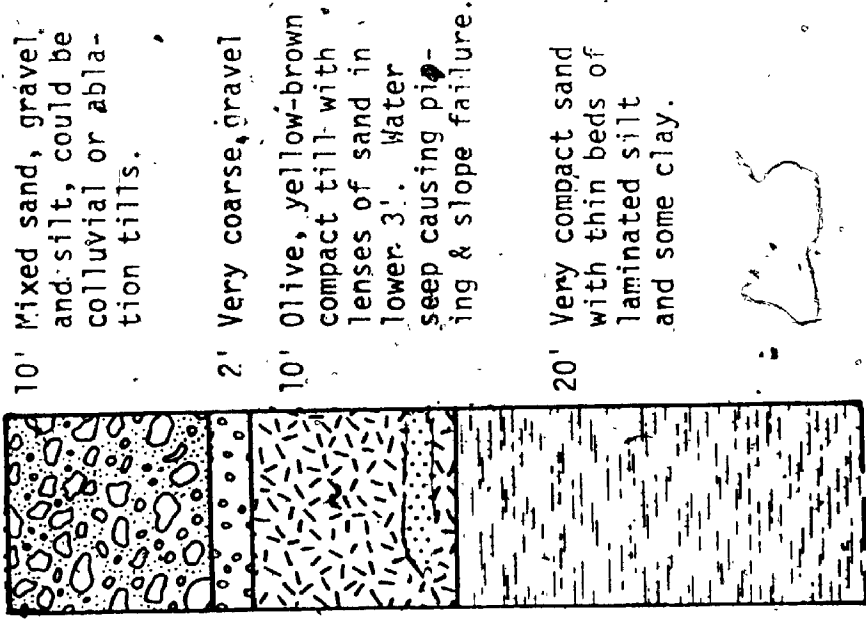 10' Mixed sand, gravel
and silt, could be
colluvial or abla-
tion tills.
2' Very coarse gravel
10' Olive, yellow-brown
compact till with
lenses of sand in
lower 3'. Water
seep causing pip-
ing & slope failure.
20' Very compact sand
with thin beds of
laminated silt
and some clay.